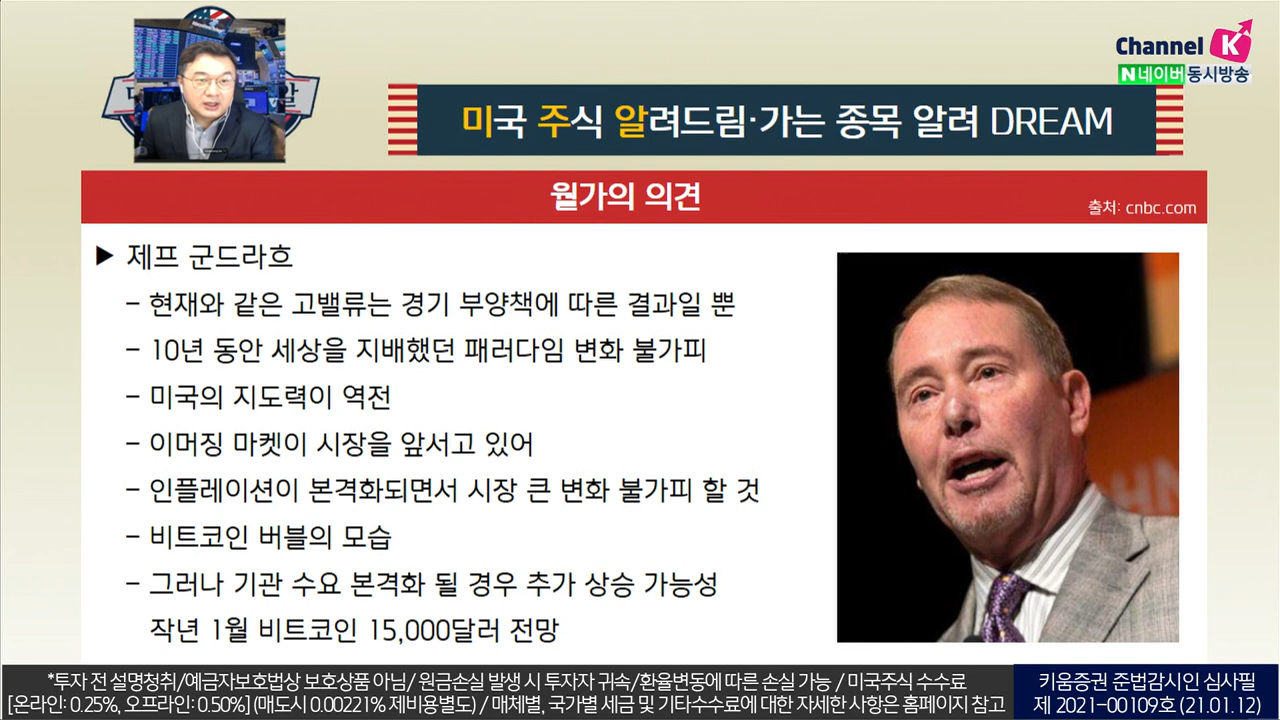 Channel K
N 네이버 동시방송
미국 주식 알려드림·가는 종목 알려 DREAM
월가의 의견
출처: cnbc.com
▶ 제프 군드라흐
– 현재와 같은 고밸류는 경기 부양책에 따른 결과일 뿐
– 10년 동안 세상을 지배했던 패러다임 변화 불가피
– 미국의 지도력이 역전
– 이머징 마켓이 시장을 앞서고 있어
– 인플레이션이 본격화되면서 시장 큰 변화 불가피 할 것
– 비트코인 버블의 모습
– 그러나 기관 수요 본격화 될 경우 추가 상승 가능성
작년 1월 비트코인 15,000달러 전망
*투자 전 설명청취/예금자보호법상 보호상품 아님/ 원금손실 발생 시 투자자 귀속/환율변동에 따른 손실 가능 / 미국주식 수수료
[온라인: 0.25%, 오프라인: 0.50%] (매도시 0.00221% 제비용별도) / 매체별, 국가별 세금 및 기타수수료에 대한 자세한 사항은 홈페이지 참고
키움증권 준법감시인 심사필
제 2021-00109호 (21.01.12)